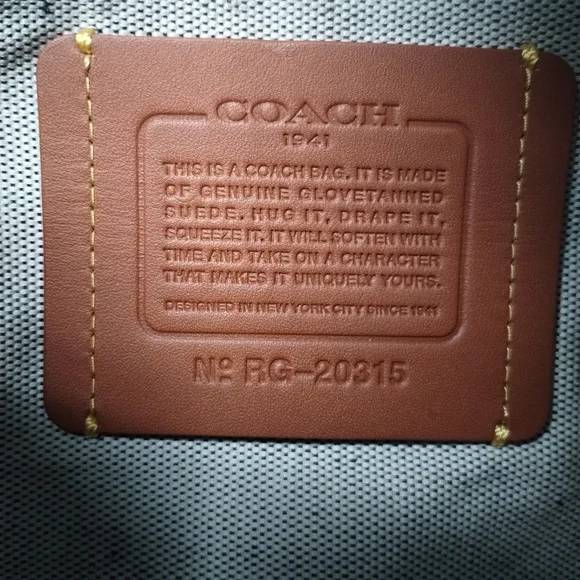 COACH
1941
THIS IS A COACH BAG. IT IS MADE
OF GENUINE GLOVETANNED
SUEDE. HUG IT, DRAPE IT,
SQUEEZE IT. IT WILL SOFTEN WITH
TIME AND TAKE ON A CHARACTER
THAT MAKES IT UNIQUELY YOURS.
DESIGNED IN NEW YORK CITY SINCE 1941
Nº RG–20315